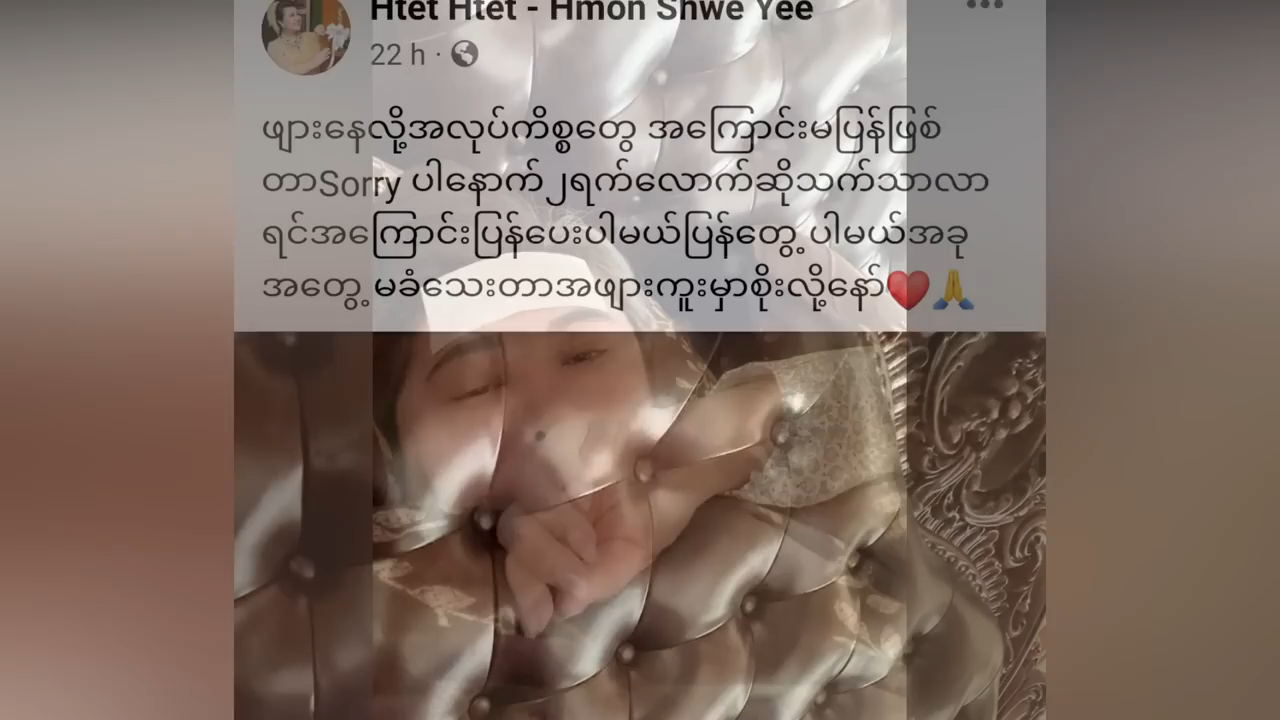 Htet Htet - Hmon Shwe Yee
22 h ·
ဖျားနေလို့အလုပ်ကိစ္စတွေ အကြောင်းမပြန်ဖြစ်
တာSorry ပါနောက်၂ရက်လောက်ဆိုသက်သာလာ
ရင်အကြောင်းပြန်ပေးပါမယ်ပြန်တွေ့ပါမယ်အခု
အတွေ့မခံသေးတာအဖျားကူးမှာစိုးလို့နော်❤️🙏